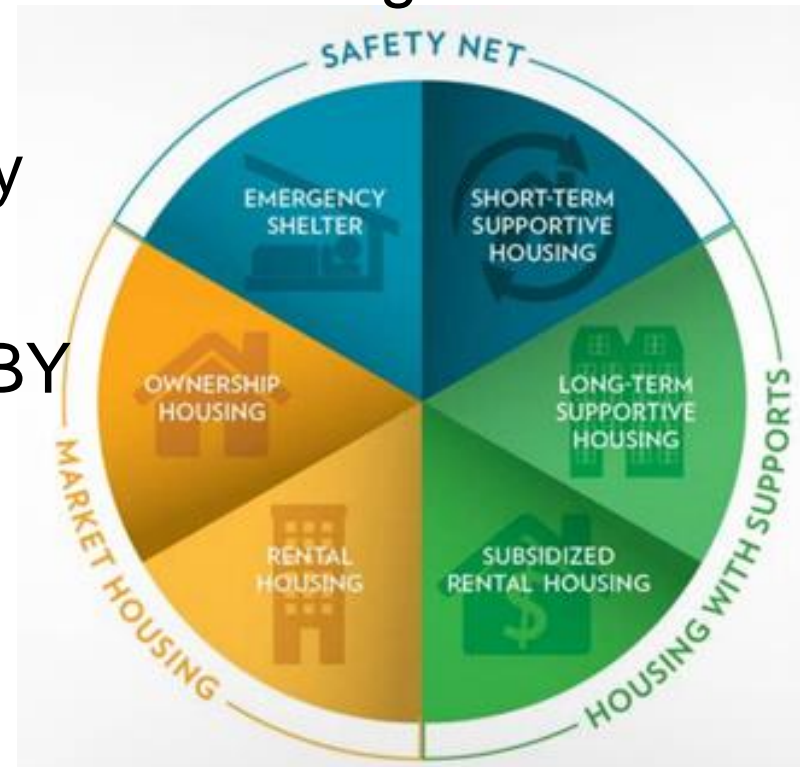 g
y
BY
SAFETY NET
EMERGENCY
SHELTER
SHORT-TERM
SUPPORTIVE
HOUSING
OWNERSHIP
HOUSING
LONG-TERM
SUPPORTIVE
HOUSING
RENTAL
HOUSING
SUBSIDIZED
RENTAL HOUSING
$
MARKET HOUSING
HOUSING WITH SUPPORTS